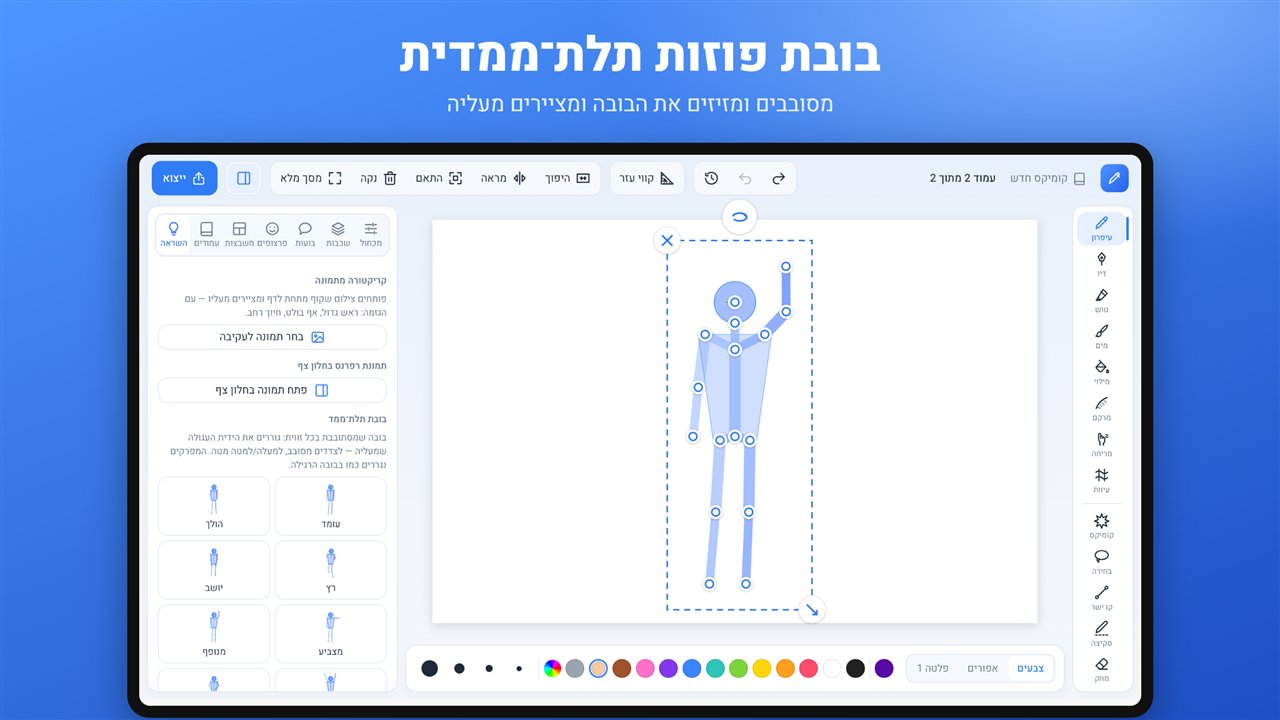 בובת פוזות תלת־ממדית
מסובבים ומזיזים את הבובה ומציירים מעליה
קומיקס חדש
עמוד 2 מתוך 2
קווי עזר
היפוך
מראה
התאם
נקה
מסך מלא
ייצוא
עיפרון
דיו
טוש
מים
מילוי
מרקם
מריחה
עיוות
קומיקס
בחירה
קו ישר
סקיצה
מחק
מכחול
שכבות
בועות
פרצופים
משבצות
עמודים
השראה
קריקטורה מתמונה
פותחים צילום שקוף מתחת לדף ומציירים מעליו — עם
הגזמה: ראש גדול, אף בולט, חיוך רחב.
בחר תמונה לעקיבה
תמונת רפרנס בחלון צף
פתח תמונה בחלון צף
בובת תלת־ממד
בובה שמסתובבת בכל זווית: גוררים את הידית העגולה
שמעליה — לצדדים מסובב, למעלה/למטה מטה. המפרקים
נגררים כמו בבובה הרגילה.
עומד
הולך
רץ
יושב
מצביע
מנופף
צבעים
אפורים
פלטה 1